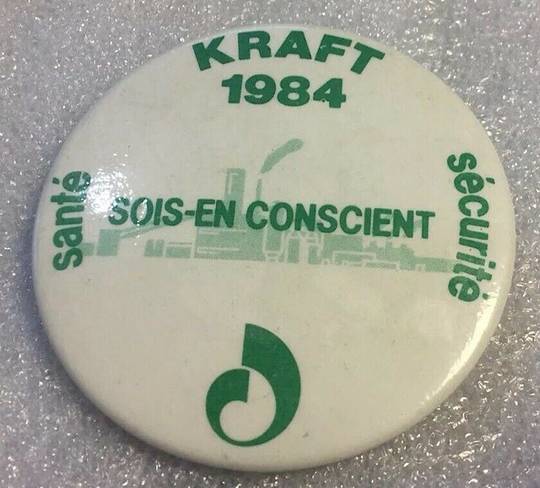 KRAFT
1984
santé
SOIS-EN CONSCIENT
sécurité